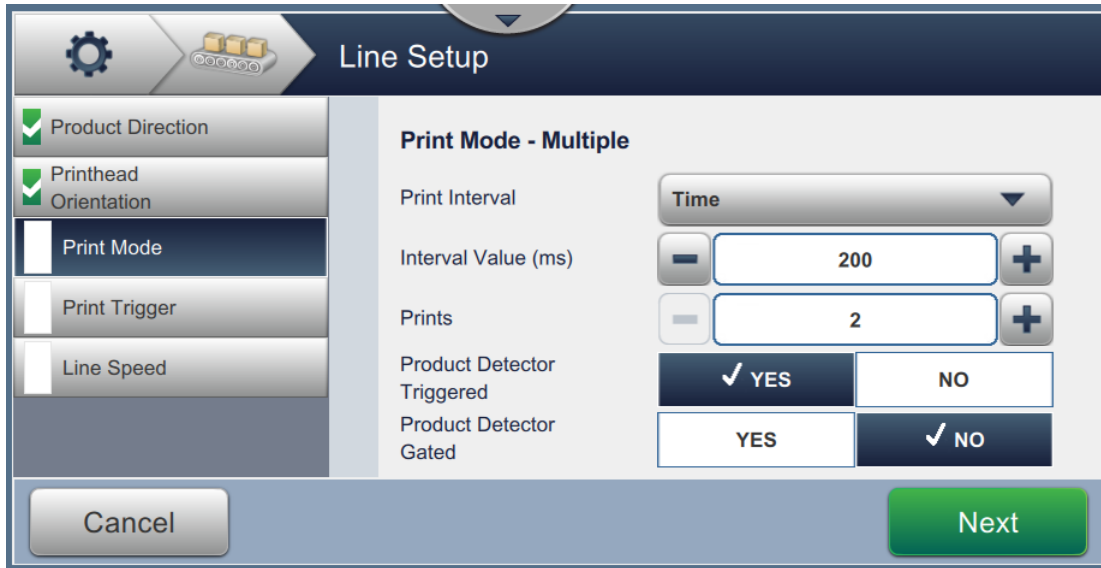 Line Setup
Product Direction
Printhead
Orientation
Print Mode
Print Trigger
Line Speed
Print Mode - Multiple
Print Interval
Time
Interval Value (ms)
200
Prints
2
Product Detector
Triggered
YES
NO
Product Detector
Gated
YES
NO
Cancel
Next